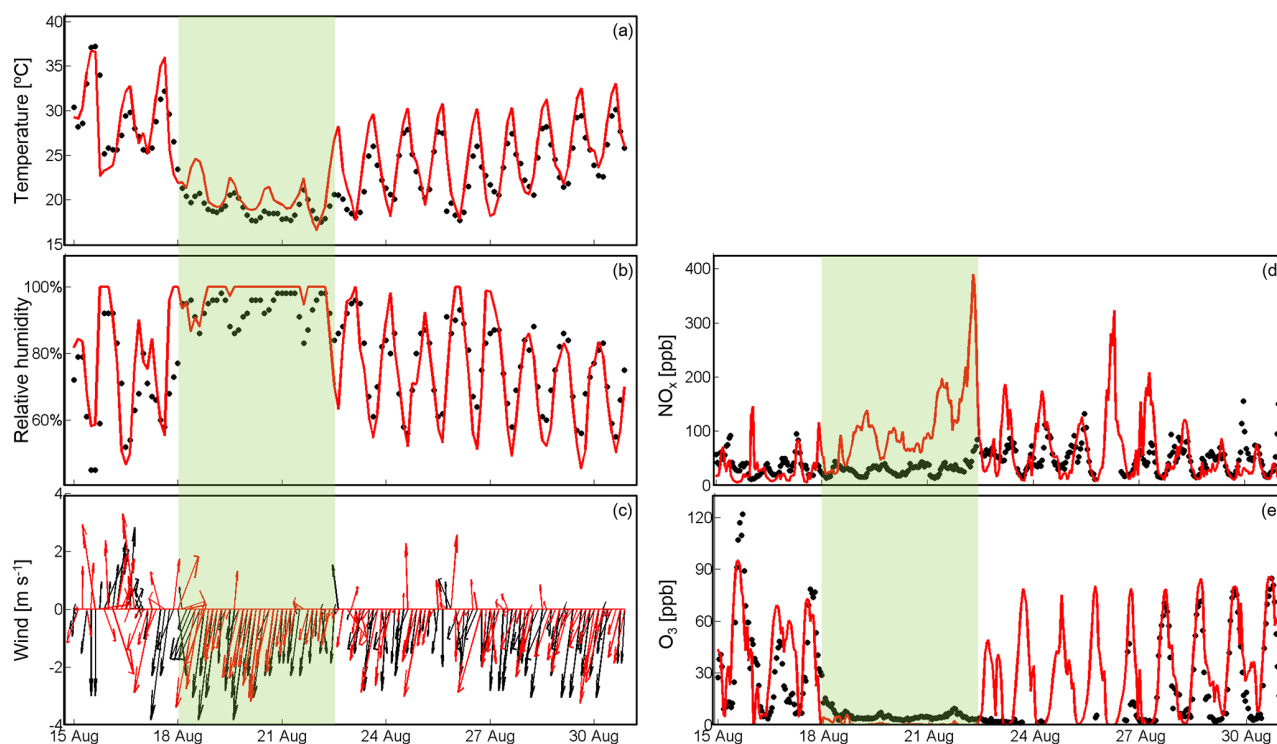 (a)
Temperature [ºC]
40
35
30
25
20
15
(b)
Relative humidity
100%
80%
60%
(c)
Wind [m s⁻¹]
4
2
0
−2
−4
15 Aug 18 Aug 21 Aug 24 Aug 27 Aug 30 Aug
(d)
NOₓ [ppb]
400
300
200
100
50
0
(e)
O₃ [ppb]
120
90
60
30
0
15 Aug 18 Aug 21 Aug 24 Aug 27 Aug 30 Aug